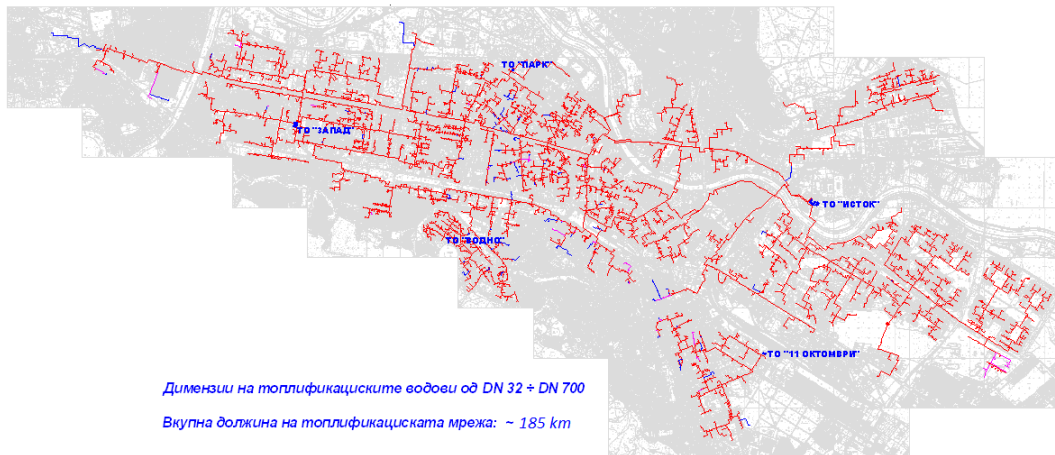 ТО "ПАРК"
ТО "ЗАПАД"
ТО "ИСТОК"
ТО "ВОДНО"
ТО "11 ОКТОМВРИ"
Димензии на топлификациските водови од DN 32 ÷ DN 700
Вкупна должина на топлификациската мрежа: ~ 185 km